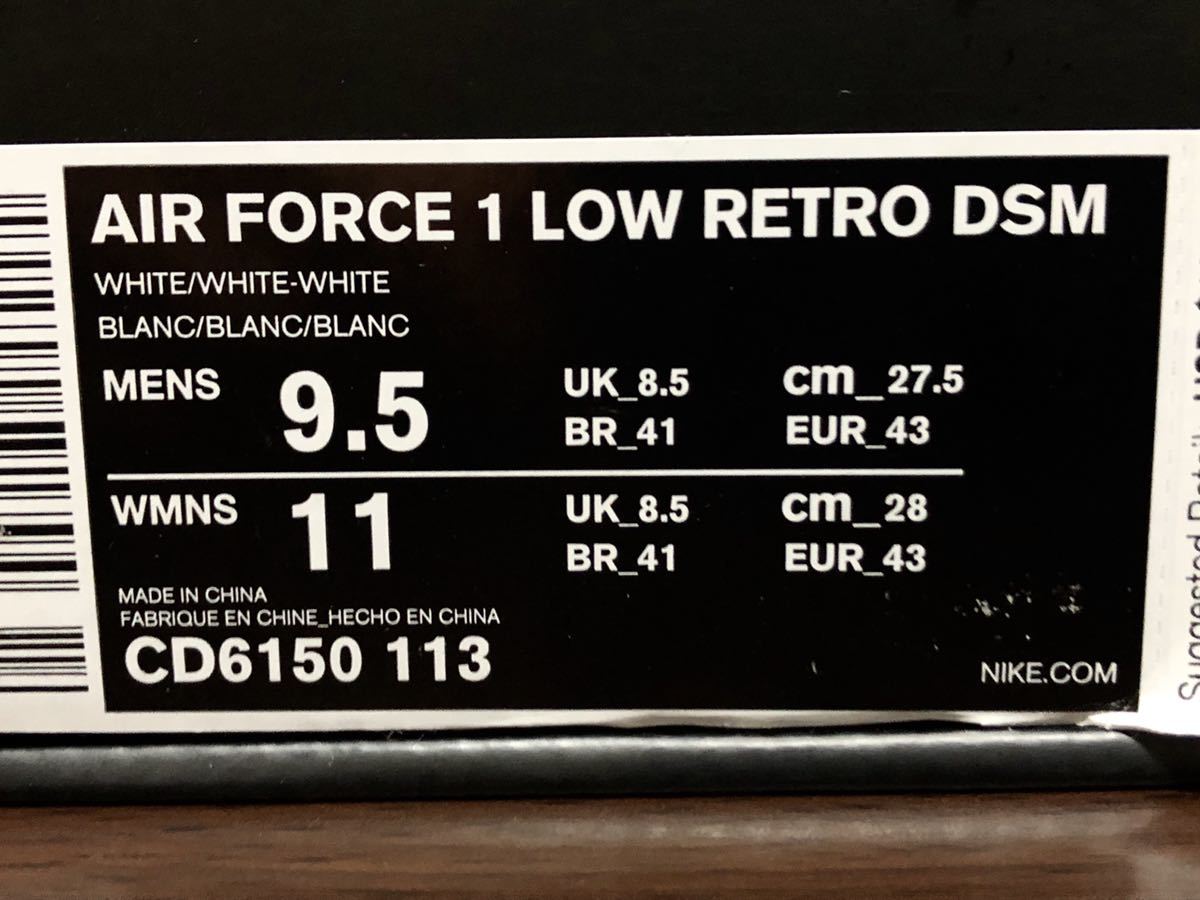 AIR FORCE 1 LOW RETRO DSM
WHITE/WHITE-WHITE
BLANC/BLANC/BLANC
MENS 9.5 UK_8.5 cm_27.5
BR_41 EUR_43
WMNS 11 UK_8.5 cm_28
BR_41 EUR_43
MADE IN CHINA
FABRIQUE EN CHINE_HECHO EN CHINA
CD6150 113
NIKE.COM
Suggested